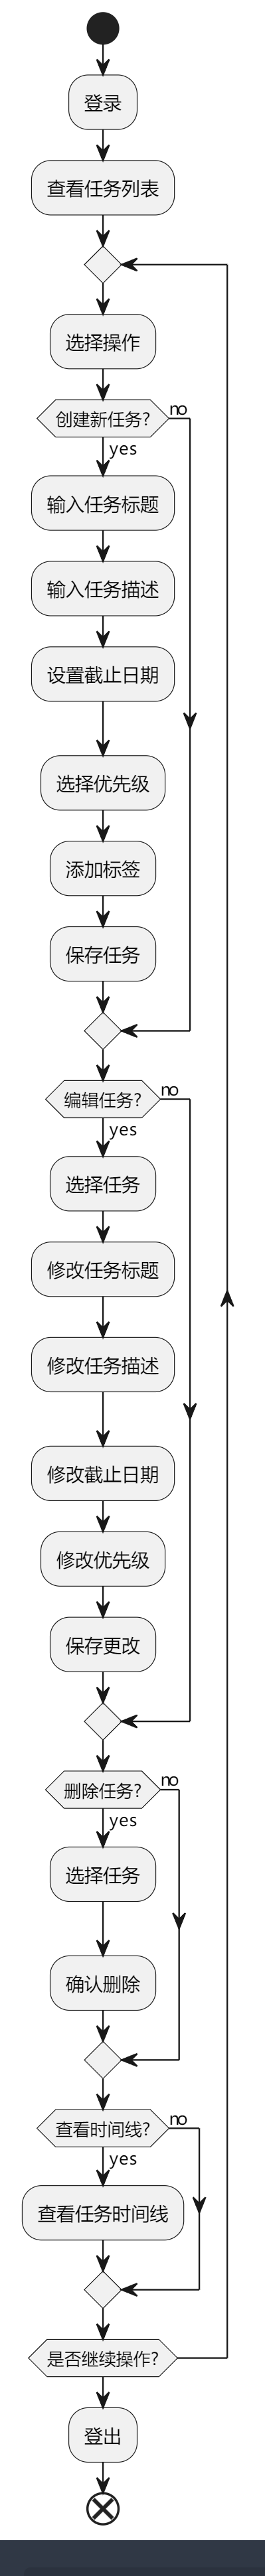 登录
查看任务列表
选择操作
创建新任务?
no
yes
输入任务标题
输入任务描述
设置截止日期
选择优先级
添加标签
保存任务
编辑任务?
no
yes
选择任务
修改任务标题
修改任务描述
修改截止日期
修改优先级
保存更改
删除任务?
no
yes
选择任务
确认删除
查看时间线?
no
yes
查看任务时间线
是否继续操作?
登出